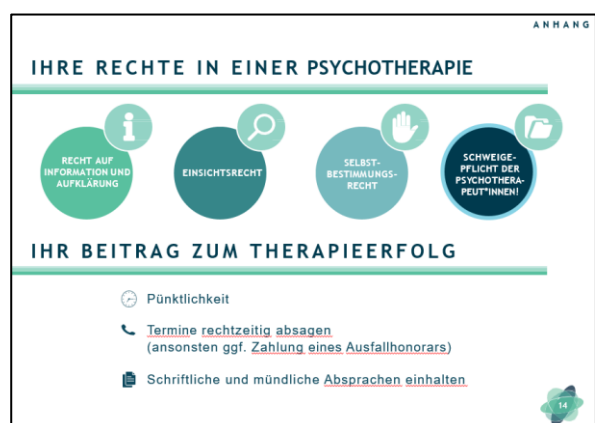 ANHANG
IHRE RECHTE IN EINER PSYCHOTHERAPIE
RECHT AUF
INFORMATION UND
AUFKLÄRUNG
EINSICHTSRECHT
SELBST-
BESTIMMUNGS-
RECHT
SCHWEIGE-
PFLICHT DER
PSYCHOTHERA-
PEUT*INNEN!
IHR BEITRAG ZUM THERAPIEERFOLG
Pünktlichkeit
Termine rechtzeitig absagen
(ansonsten ggf. Zahlung eines Ausfallhonorars)
Schriftliche und mündliche Absprachen einhalten
14